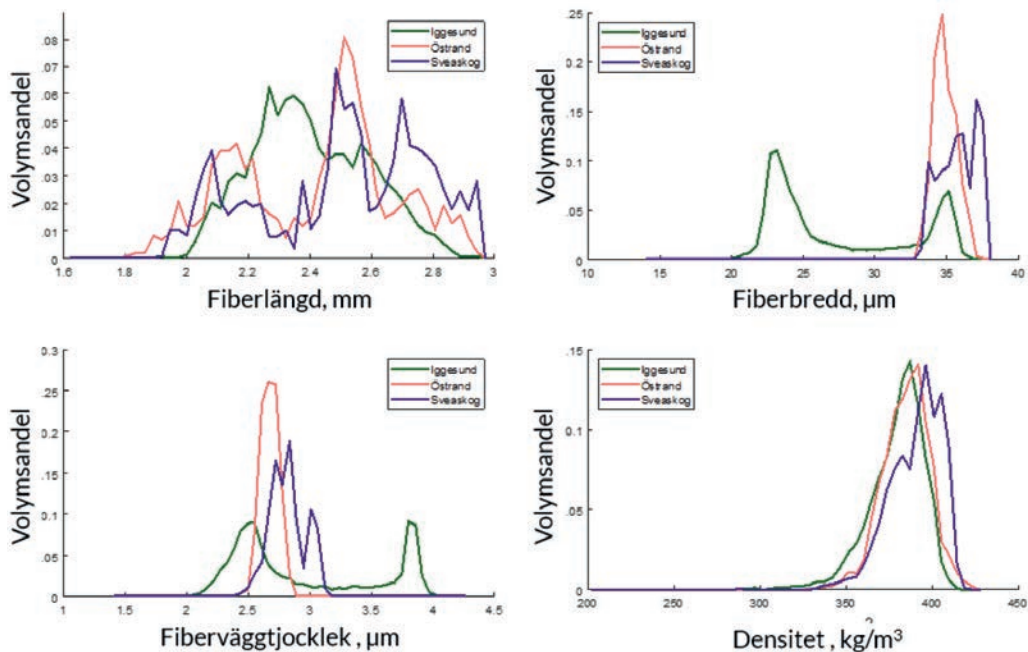 Volymsandel
.08
.07
.06
.05
.04
.03
.02
.01
0
1.6
2
2.2
2.4
2.6
2.8
3
Iggesund
Östrand
Sveaskog
Fiberlängd, mm
Volymsandel
.25
0.2
0.15
0.1
.05
0
10
15
20
25
30
35
40
Iggesund
Östrand
Sveaskog
Fiberbredd, µm
Volymsandel
0.3
.25
0.2
.15
0.1
.05
0
1
2
2.5
3
3.5
4
4.5
Iggesund
Östrand
Sveaskog
Fiberväggtjocklek , µm
Volymsandel
.15
0.1
.05
0
200
250
300
350
400
450
Iggesund
Östrand
Sveaskog
Densitet , kg/m³